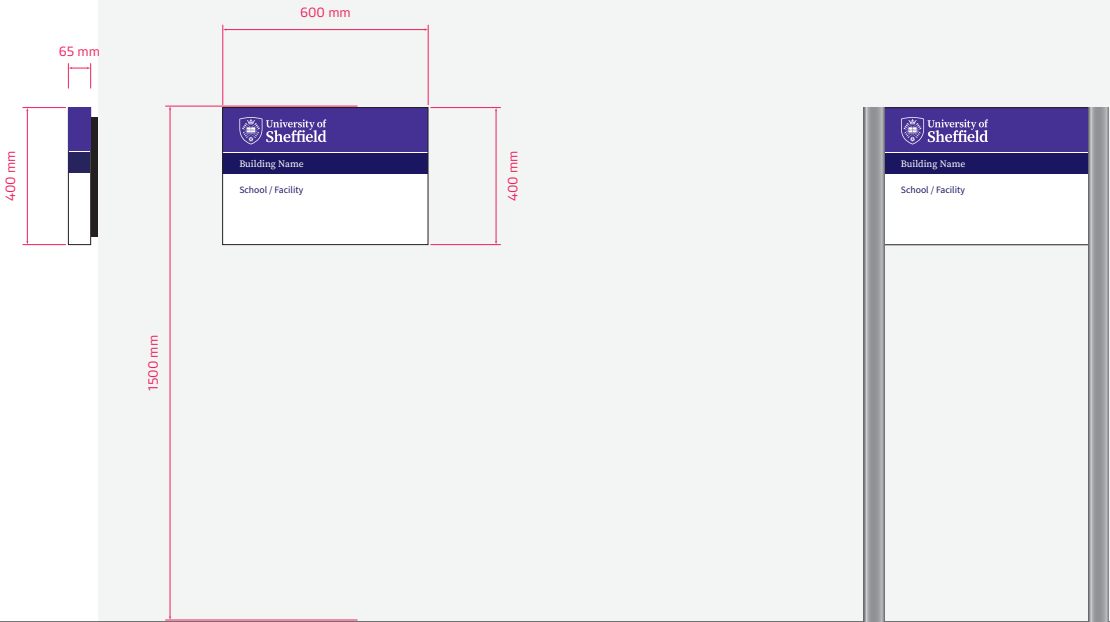 600 mm
65 mm
400 mm
University of
Sheffield
Building Name
School / Facility
400 mm
1500 mm
University of
Sheffield
Building Name
School / Facility